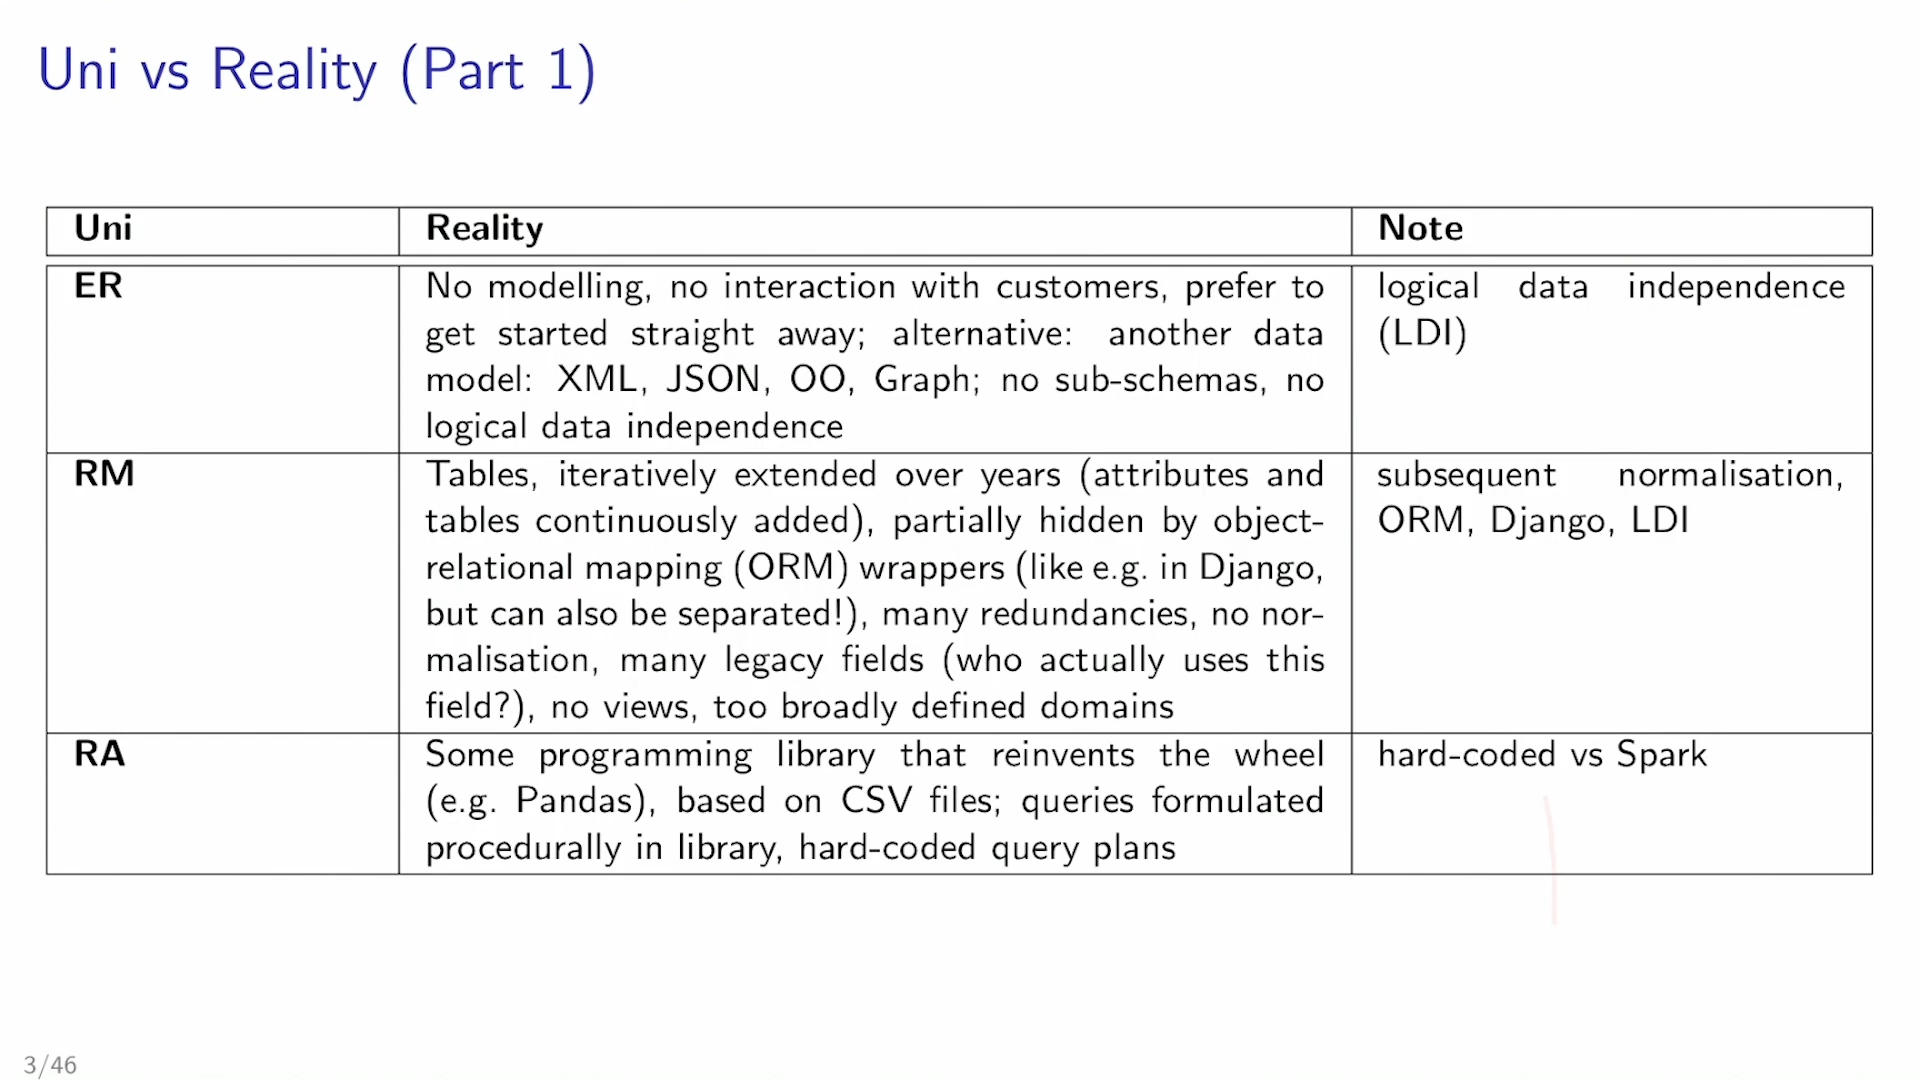 Uni vs Reality (Part 1)
Uni Reality Note
ER No modelling, no interaction with customers, prefer to logical data independence
get started straight away; alternative: another data (LDI)
model: XML, JSON, OO, Graph; no sub-schemas, no
logical data independence
RM Tables, iteratively extended over years (attributes and subsequent normalisation,
tables continuously added), partially hidden by object- ORM, Django, LDI
relational mapping (ORM) wrappers (like e.g. in Django,
but can also be separated!), many redundancies, no nor-
malisation, many legacy fields (who actually uses this
field?), no views, too broadly defined domains
RA Some programming library that reinvents the wheel hard-coded vs Spark
(e.g. Pandas), based on CSV files; queries formulated
procedurally in library, hard-coded query plans
3/46